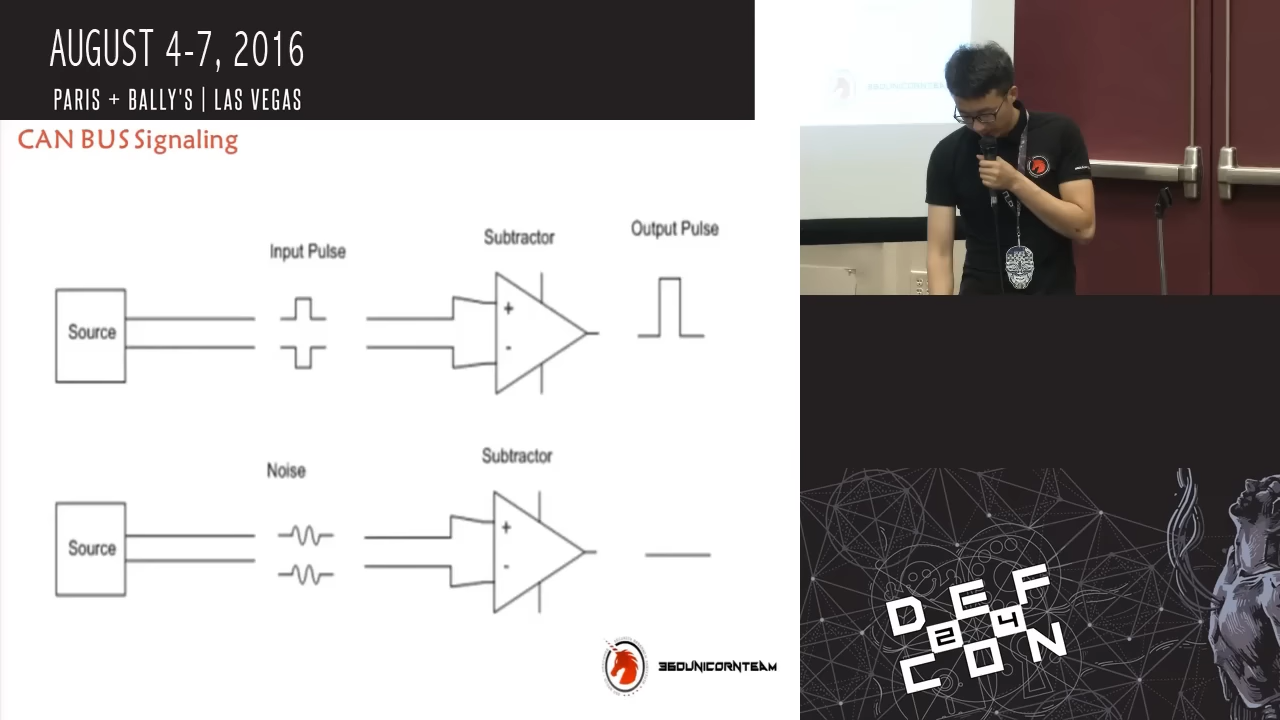 AUGUST 4-7, 2016
PARIS + BALLY'S | LAS VEGAS
CAN BUS Signaling
Input Pulse
Subtractor
Output Pulse
Source
+
-
Noise
Subtractor
Source
+
-
360UNICORNTEAM
360UNICORNTEAM
DEF
24
CON